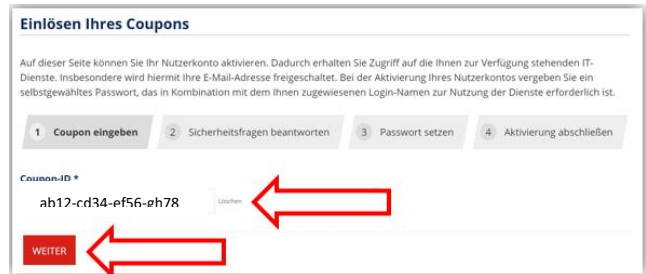 Einlösen Ihres Coupons
Auf dieser Seite können Sie Ihr Nutzerkonto aktivieren. Dadurch erhalten Sie Zugriff auf die Ihnen zur Verfügung stehenden IT-
Dienste. Insbesondere wird hiermit Ihre E-Mail-Adresse freigeschaltet. Bei der Aktivierung Ihres Nutzerkontos vergeben Sie ein
selbstgewähltes Passwort, das in Kombination mit dem Ihnen zugewiesenen Login-Namen zur Nutzung der Dienste erforderlich ist.
1 Coupon eingeben 2 Sicherheitsfragen beantworten 3 Passwort setzen 4 Aktivierung abschließen
Coupon-ID *
ab12-cd34-ef56-gh78 Löschen
WEITER